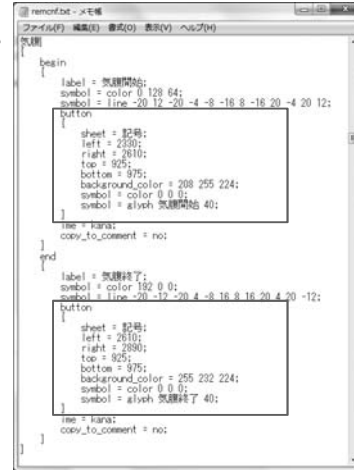 remcnf.txt - メモ帳
ファイル(F) 編集(E) 書式(O) 表示(V) ヘルプ(H)
気腹
[
begin
[
label = 気腹開始;
symbol = color 0 128 64;
symbol = line -20 12 -20 -4 -8 -16 8 -16 20 -4 20 12;
button
[
sheet = 記号;
left = 2330;
right = 2610;
top = 925;
bottom = 975;
background_color = 208 255 224;
symbol = color 0 0 0;
symbol = glyph 気腹開始 40;
]
ime = kana;
copy_to_comment = no;
]
end
[
label = 気腹終了;
symbol = color 192 0 0;
symbol = line -20 -12 -20 4 -8 16 8 16 20 4 20 -12;
button
[
sheet = 記号;
left = 2610;
right = 2890;
top = 925;
bottom = 975;
background_color = 255 232 224;
symbol = color 0 0 0;
symbol = glyph 気腹終了 40;
]
ime = kana;
copy_to_comment = no;
]
]